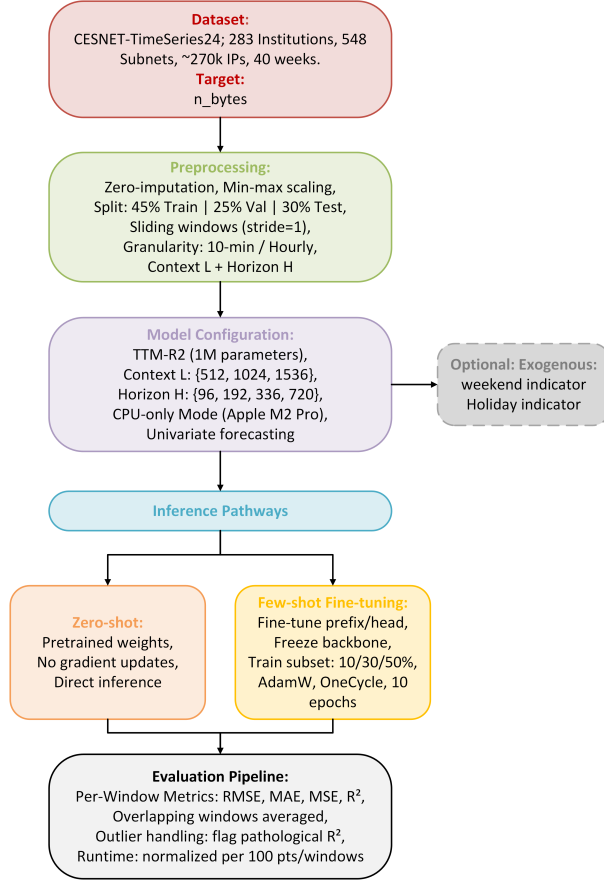 Dataset:
CESNET-TimeSeries24; 283 Institutions, 548
Subnets, ~270k IPs, 40 weeks.
Target:
n_bytes
Preprocessing:
Zero-imputation, Min-max scaling,
Split: 45% Train | 25% Val | 30% Test,
Sliding windows (stride=1),
Granularity: 10-min / Hourly,
Context L + Horizon H
Model Configuration:
TTM-R2 (1M parameters),
Context L: {512, 1024, 1536},
Horizon H: {96, 192, 336, 720},
CPU-only Mode (Apple M2 Pro),
Univariate forecasting
Optional: Exogenous:
weekend indicator
Holiday indicator
Inference Pathways
Zero-shot:
Pretrained weights,
No gradient updates,
Direct inference
Few-shot Fine-tuning:
Fine-tune prefix/head,
Freeze backbone,
Train subset: 10/30/50%,
AdamW, OneCycle, 10
epochs
Evaluation Pipeline:
Per-Window Metrics: RMSE, MAE, MSE, R²,
Overlapping windows averaged,
Outlier handling: flag pathological R²,
Runtime: normalized per 100 pts/windows